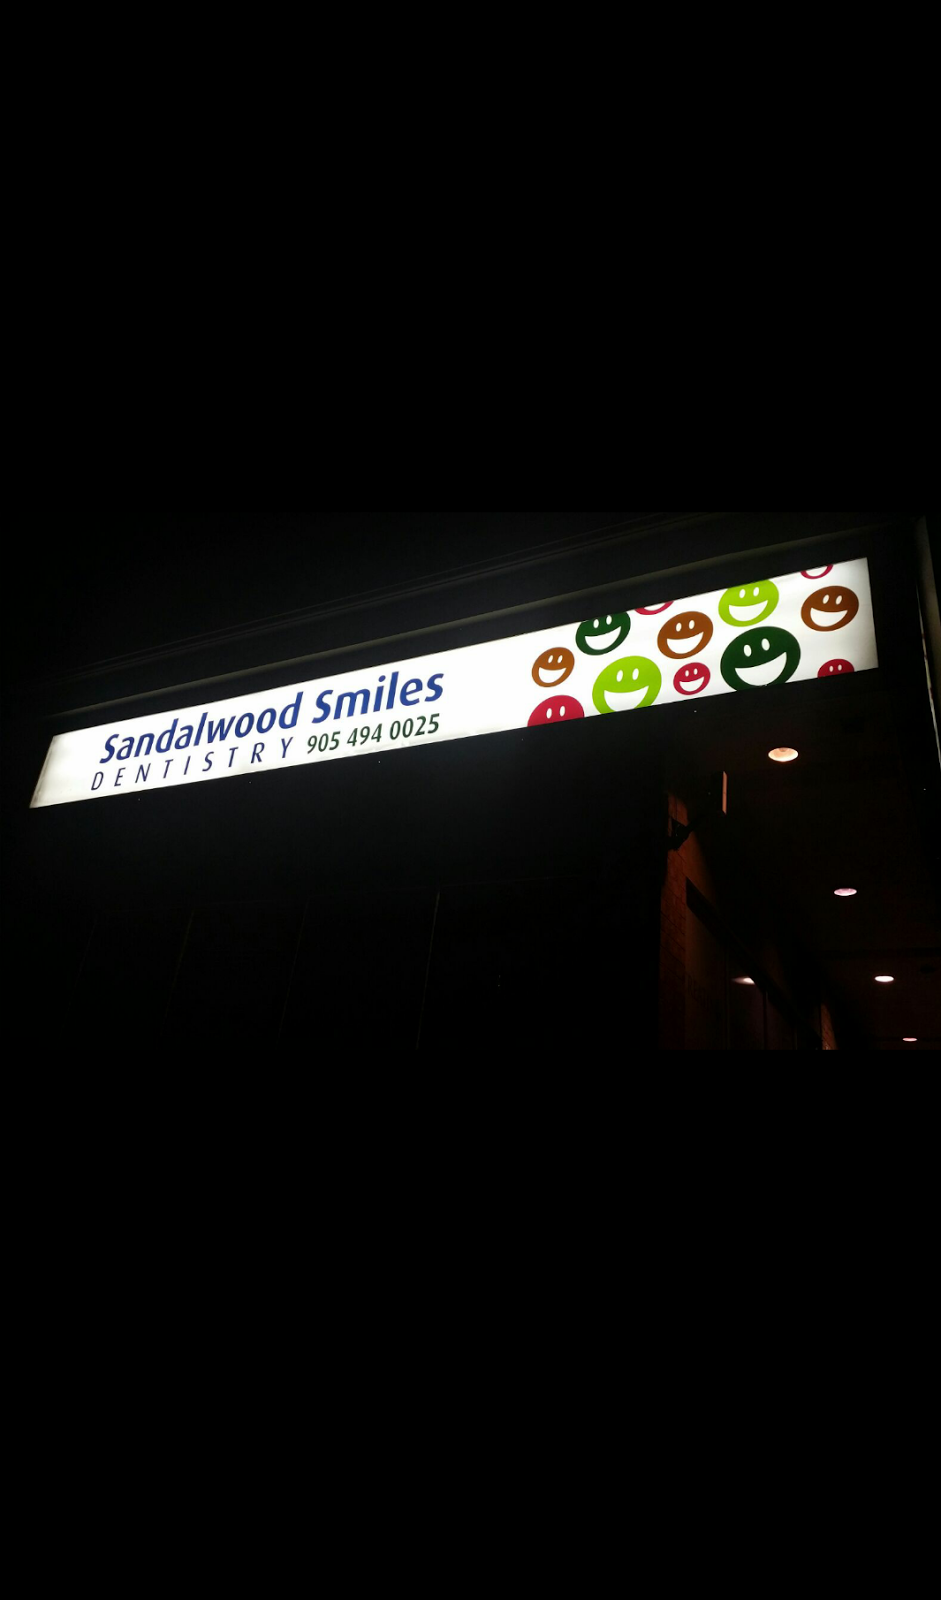 Sandalwood Smiles
DENTISTRY 905 494 0025